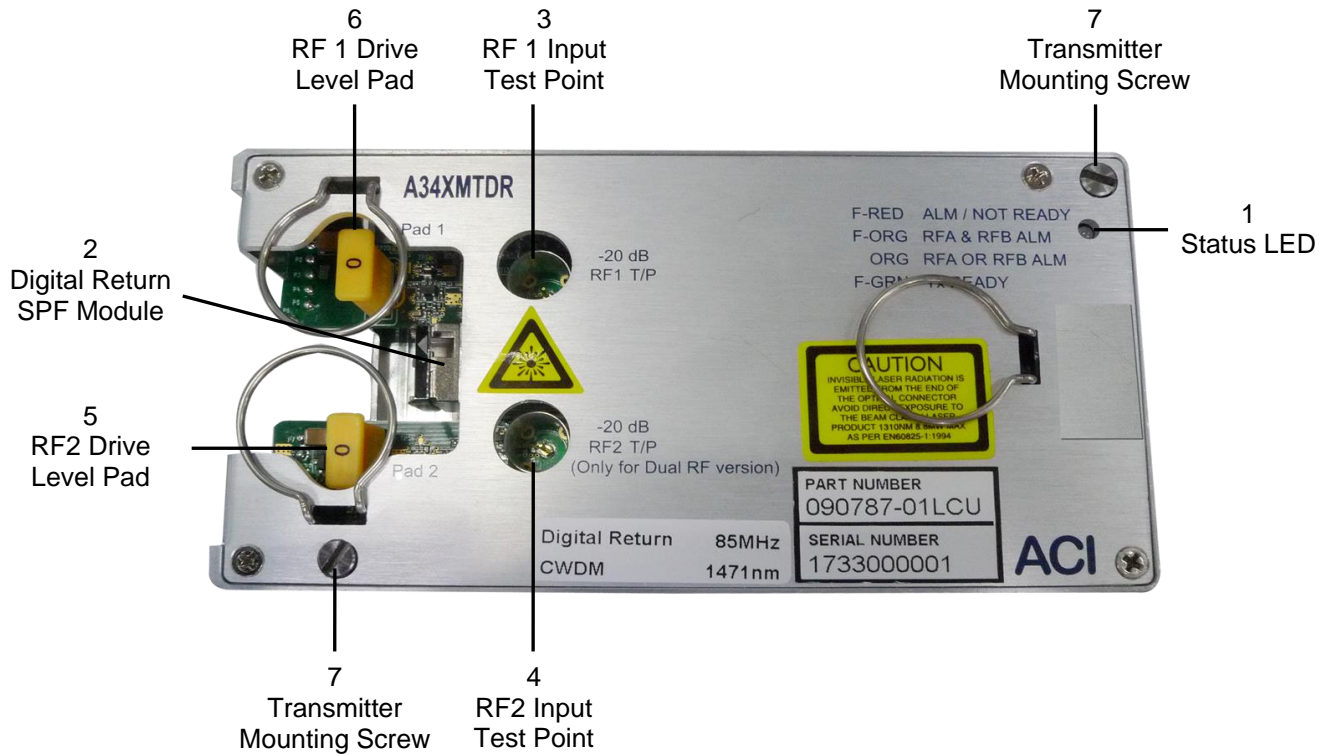 6
RF 1 Drive
Level Pad
3
RF 1 Input
Test Point
7
Transmitter
Mounting Screw
1
Status LED
2
Digital Return
SPF Module
5
RF2 Drive
Level Pad
7
Transmitter
Mounting Screw
4
RF2 Input
Test Point
A34XMTDR
Pad 1
0
-20 dB
RF1 T/P
F-RED ALM / NOT READY
F-ORG RFA & RFB ALM
ORG RFA OR RFB ALM
F-GRN READY
CAUTION
INVISIBLE LASER RADIATION IS
EMITTED FROM THE END OF
THE OPTICAL CONNECTOR
AVOID DIRECT EXPOSURE TO
THE BEAM LASER
PRODUCT 1310NM MAX
AS PER EN60825-1:1994
0
Pad 2
-20 dB
RF2 T/P
(Only for Dual RF version)
PART NUMBER
090787-01LCU
SERIAL NUMBER
1733000001
Digital Return 85MHz
CWDM 1471nm
ACI